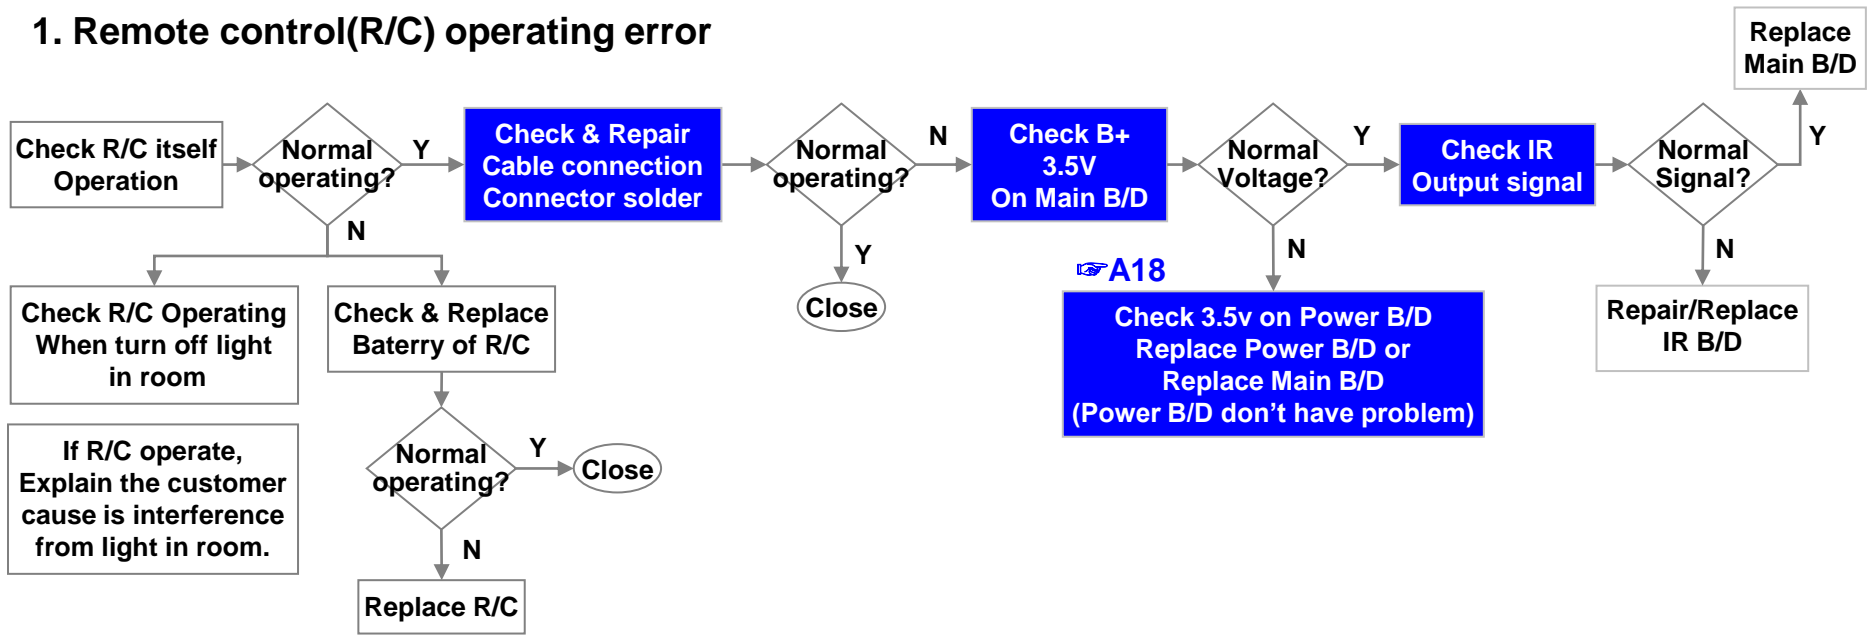 1. Remote control(R/C) operating error
Replace
Main B/D
Check R/C itself
Operation
Normal
operating?
Y
Check & Repair
Cable connection
Connector solder
Normal
operating?
N
Check B+
3.5V
On Main B/D
Normal
Voltage?
Y
Check IR
Output signal
Normal
Signal?
Y
N
Y
N
N
☞A18
Check R/C Operating
When turn off light
in room
Check & Replace
Baterry of R/C
Close
Check 3.5v on Power B/D
Replace Power B/D or
Replace Main B/D
(Power B/D don't have problem)
Repair/Replace
IR B/D
If R/C operate,
Explain the customer
cause is interference
from light in room.
Normal
operating?
Y
Close
N
Replace R/C